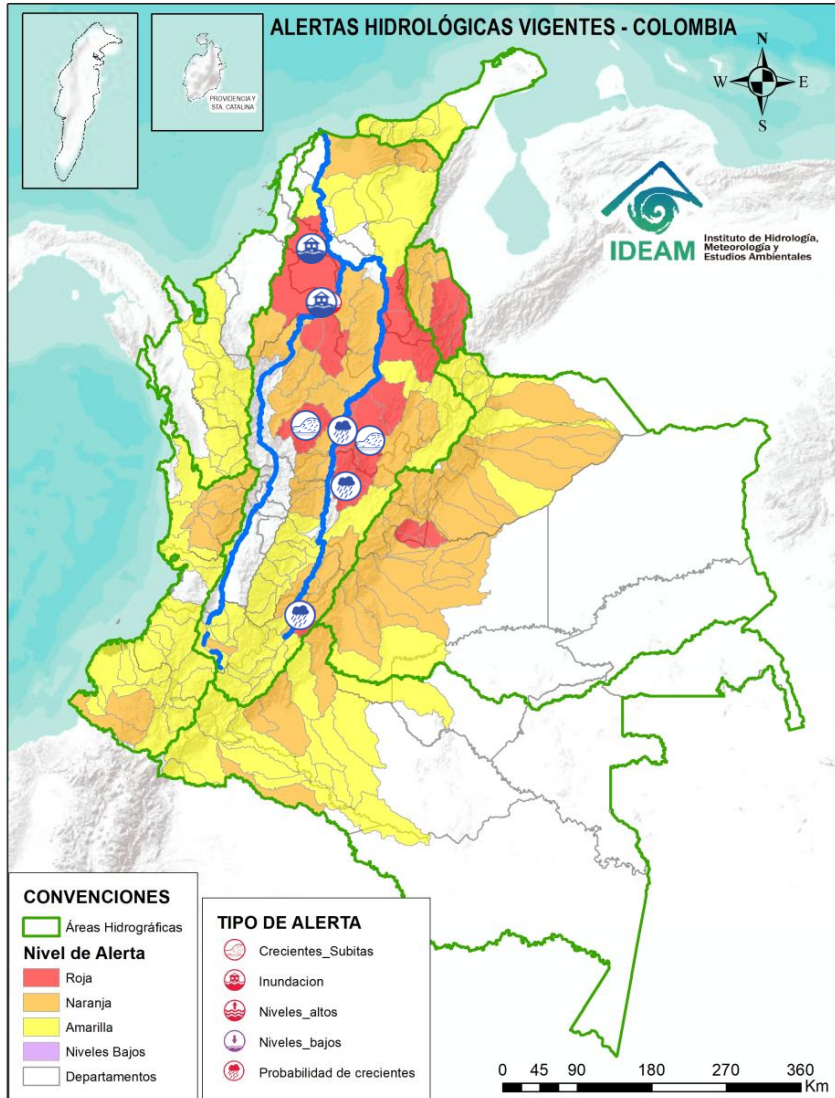 ALERTAS HIDROLÓGICAS VIGENTES - COLOMBIA
PROVIDENCIA Y
STA. CATALINA
N
W
E
S
IDEAM
Instituto de Hidrología,
Meteorología y
Estudios Ambientales
CONVENCIONES
Áreas Hidrográficas
Nivel de Alerta
Roja
Naranja
Amarilla
Niveles Bajos
Departamentos
TIPO DE ALERTA
Crecientes_Subitas
Inundacion
Niveles_altos
Niveles_bajos
Probabilidad de crecientes
0 45 90 180 270 360
Km